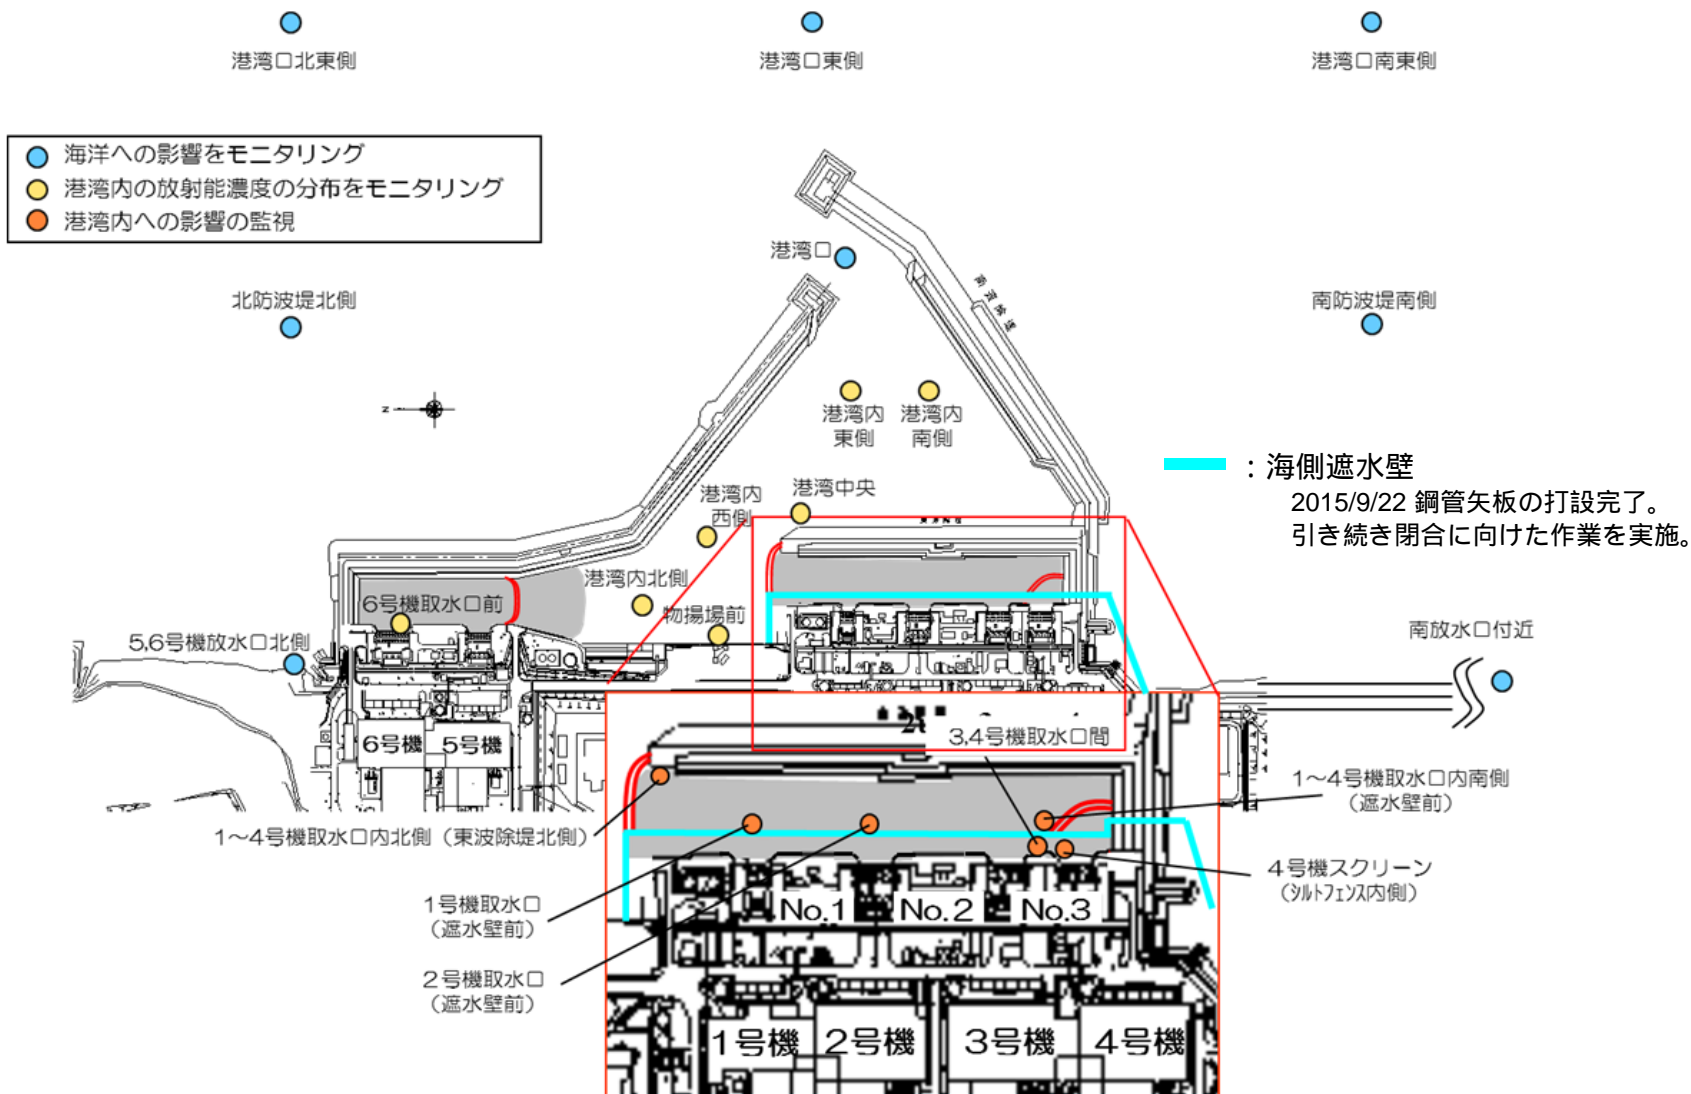 港湾口北東側
港湾口東側
港湾口南東側
海洋への影響をモニタリング
港湾内の放射能濃度の分布をモニタリング
港湾内への影響の監視
港湾口
北防波堤北側
南防波堤南側
N
港湾内
東側
港湾内
南側
:海側遮水壁
2015/9/22 鋼管矢板の打設完了。
引き続き閉合に向けた作業を実施。
港湾内
西側
港湾中央
港湾内北側
6号機取水口前
物揚場前
5,6号機放水口北側
南放水口付近
6号機
5号機
3,4号機取水口間
1~4号機取水口内南側
(遮水壁前)
1~4号機取水口内北側(東波除堤北側)
4号機スクリーン
(シルトフェンス内側)
1号機取水口
(遮水壁前)
No.1
No.2
No.3
2号機取水口
(遮水壁前)
1号機
2号機
3号機
4号機